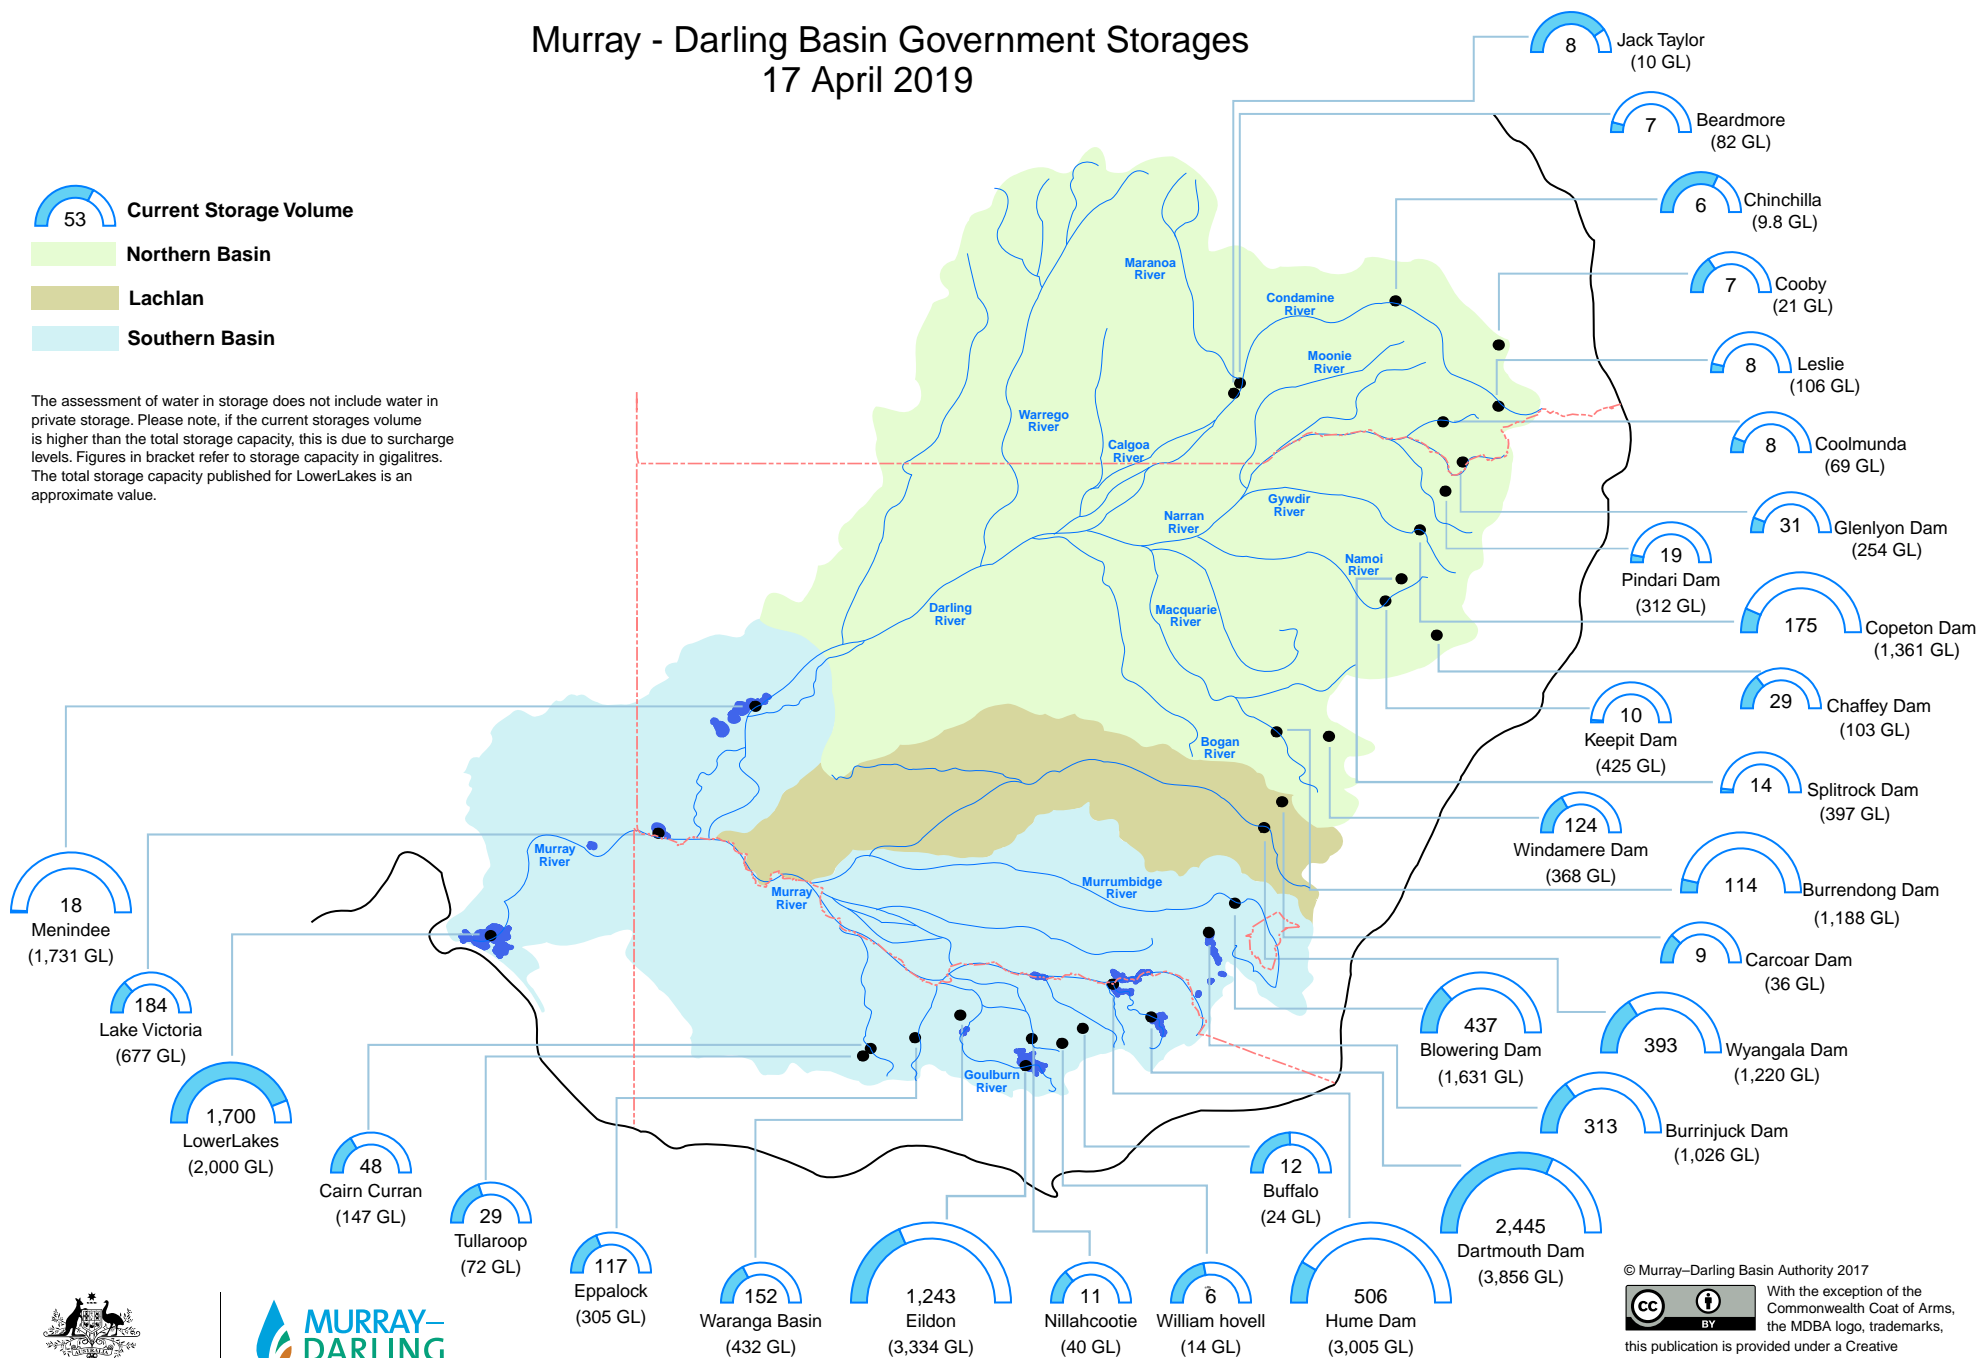 Murray - Darling Basin Government Storages
17 April 2019
53
Current Storage Volume
Northern Basin
Lachlan
Southern Basin
The assessment of water in storage does not include water in
private storage. Please note, if the current storages volume
is higher than the total storage capacity, this is due to surcharge
levels. Figures in bracket refer to storage capacity in gigalitres.
The total storage capacity published for LowerLakes is an
approximate value.
8
Jack Taylor
(10 GL)
7
Beardmore
(82 GL)
6
Chinchilla
(9.8 GL)
7
Cooby
(21 GL)
8
Leslie
(106 GL)
8
Coolmunda
(69 GL)
31
Glenlyon Dam
(254 GL)
19
Pindari Dam
(312 GL)
175
Copeton Dam
(1,361 GL)
29
Chaffey Dam
(103 GL)
10
Keepit Dam
(425 GL)
14
Splitrock Dam
(397 GL)
124
Windamere Dam
(368 GL)
114
Burrendong Dam
(1,188 GL)
9
Carcoar Dam
(36 GL)
437
Blowering Dam
(1,631 GL)
393
Wyangala Dam
(1,220 GL)
313
Burrinjuck Dam
(1,026 GL)
2,445
Dartmouth Dam
(3,856 GL)
12
Buffalo
(24 GL)
506
Hume Dam
(3,005 GL)
6
William hovell
(14 GL)
11
Nillahcootie
(40 GL)
1,243
Eildon
(3,334 GL)
152
Waranga Basin
(432 GL)
117
Eppalock
(305 GL)
29
Tullaroop
(72 GL)
48
Cairn Curran
(147 GL)
1,700
LowerLakes
(2,000 GL)
184
Lake Victoria
(677 GL)
18
Menindee
(1,731 GL)
Maranoa
River
Condamine
River
Moonie
River
Warrego
River
Calgoa
River
Gywdir
River
Narran
River
Namoi
River
Darling
River
Macquarie
River
Bogan
River
Murray
River
Murray
River
Murrumbidge
River
Goulburn
River
AUSTRALIA
MURRAY–
DARLING
© Murray–Darling Basin Authority 2017
cc
BY
With the exception of the
Commonwealth Coat of Arms,
the MDBA logo, trademarks,
this publication is provided under a Creative